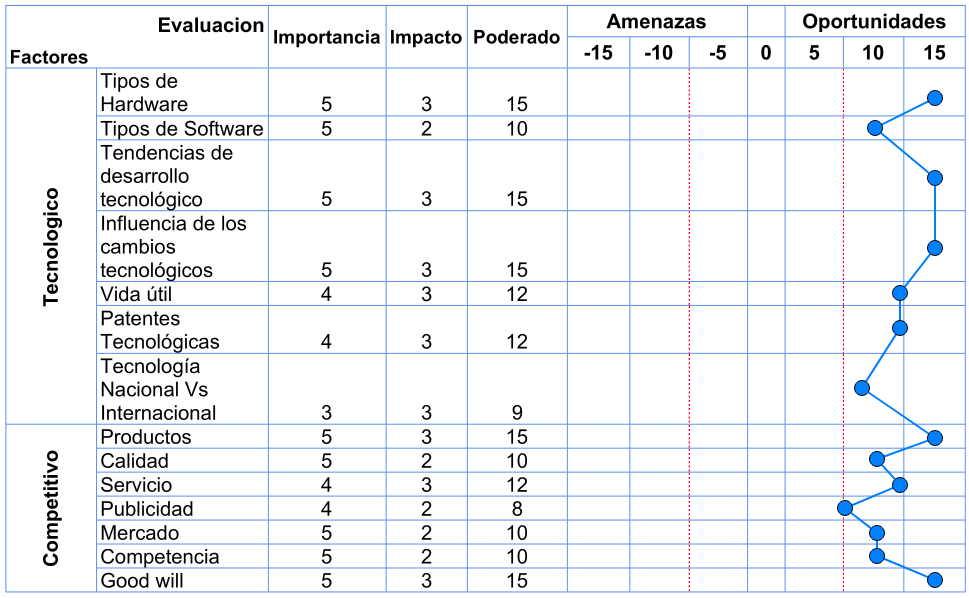 Evaluacion
Factores
Importancia Impacto Poderado
Amenazas Oportunidades
-15 -10 -5 0 5 10 15
Tecnologico
Tipos de
Hardware 5 3 15
Tipos de Software 5 2 10
Tendencias de
desarrollo
tecnológico 5 3 15
Influencia de los
cambios
tecnológicos 5 3 15
Vida útil 4 3 12
Patentes
Tecnológicas 4 3 12
Tecnología
Nacional Vs
Internacional 3 3 9
Competitivo
Productos 5 3 15
Calidad 5 2 10
Servicio 4 3 12
Publicidad 4 2 8
Mercado 5 2 10
Competencia 5 2 10
Good will 5 3 15